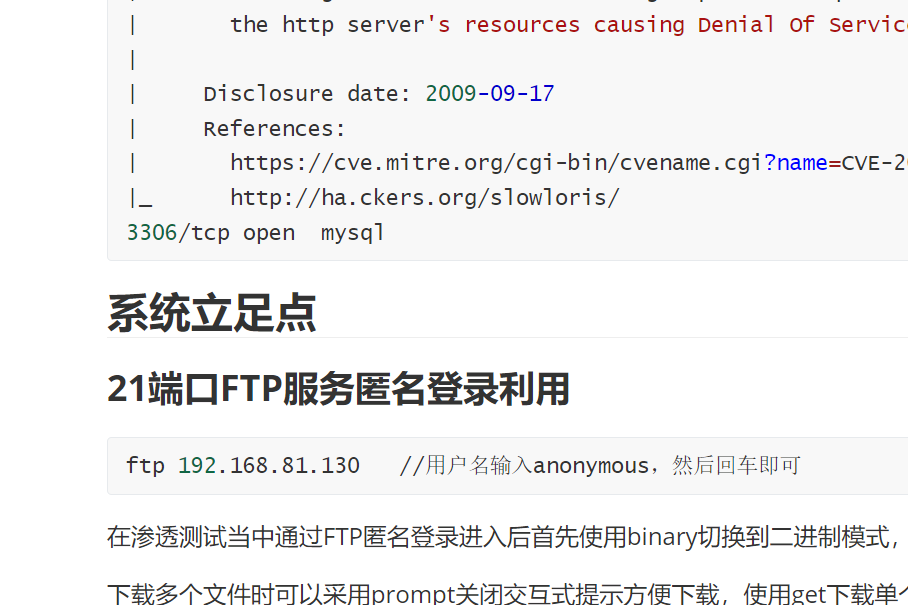 |       the http server's resources causing Denial Of Servic
|
|     Disclosure date: 2009-09-17
|     References:
|       https://cve.mitre.org/cgi-bin/cvename.cgi?name=CVE-2
|_      http://ha.ckers.org/slowloris/
3306/tcp open  mysql
系统立足点
21端口FTP服务匿名登录利用
ftp 192.168.81.130   //用户名输入anonymous，然后回车即可
在渗透测试当中通过FTP匿名登录进入后首先使用binary切换到二进制模式，
下载多个文件时可以采用prompt关闭交互式提示方便下载，使用get下载单